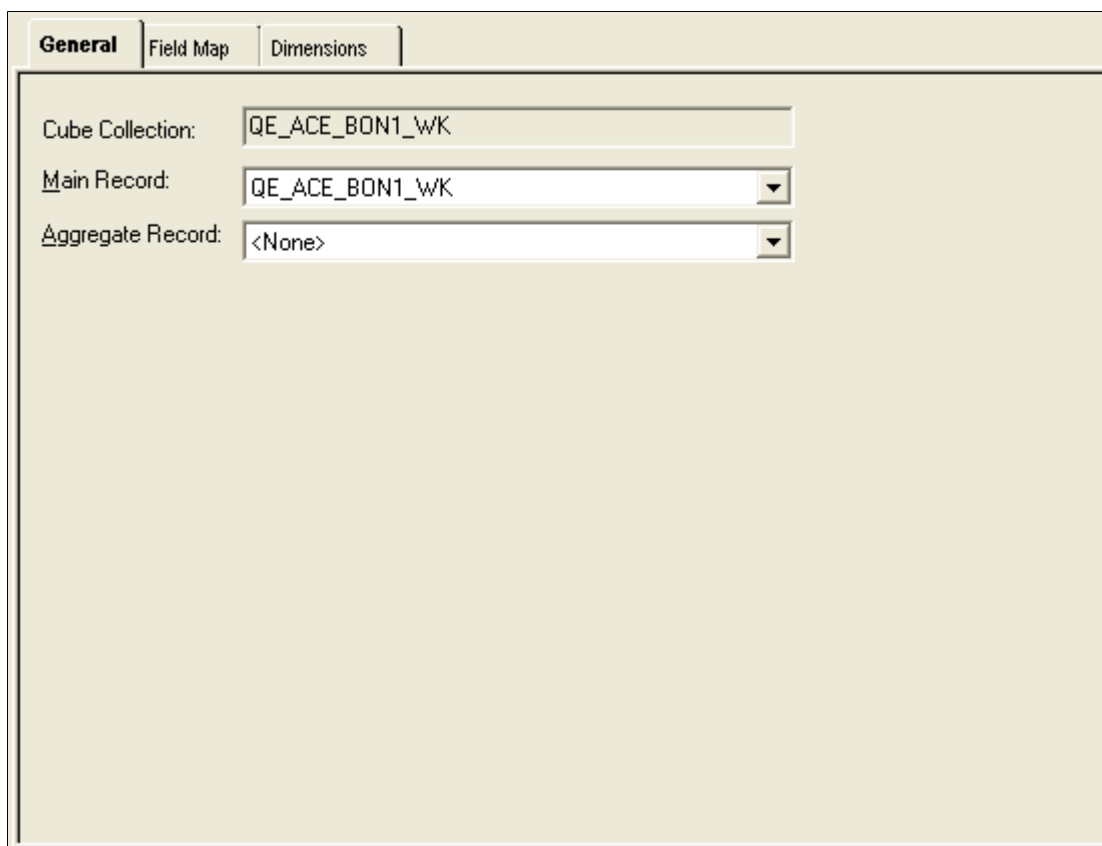 General Field Map Dimensions
Cube Collection: QE_ACE_BON1_WK
Main Record: QE_ACE_BON1_WK
Aggregate Record: <None>